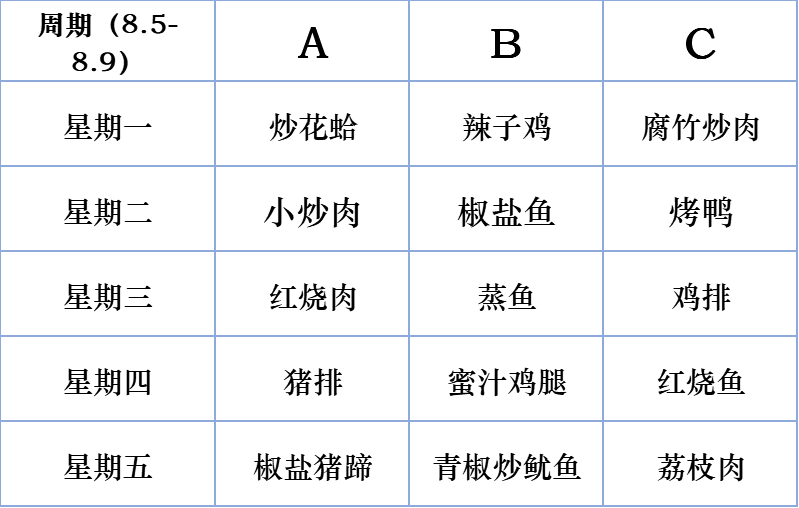 周期（8.5-
8.9）
A
B
C
星期一
炒花蛤
辣子鸡
腐竹炒肉
星期二
小炒肉
椒盐鱼
烤鸭
星期三
红烧肉
蒸鱼
鸡排
星期四
猪排
蜜汁鸡腿
红烧鱼
星期五
椒盐猪蹄
青椒炒鱿鱼
荔枝肉